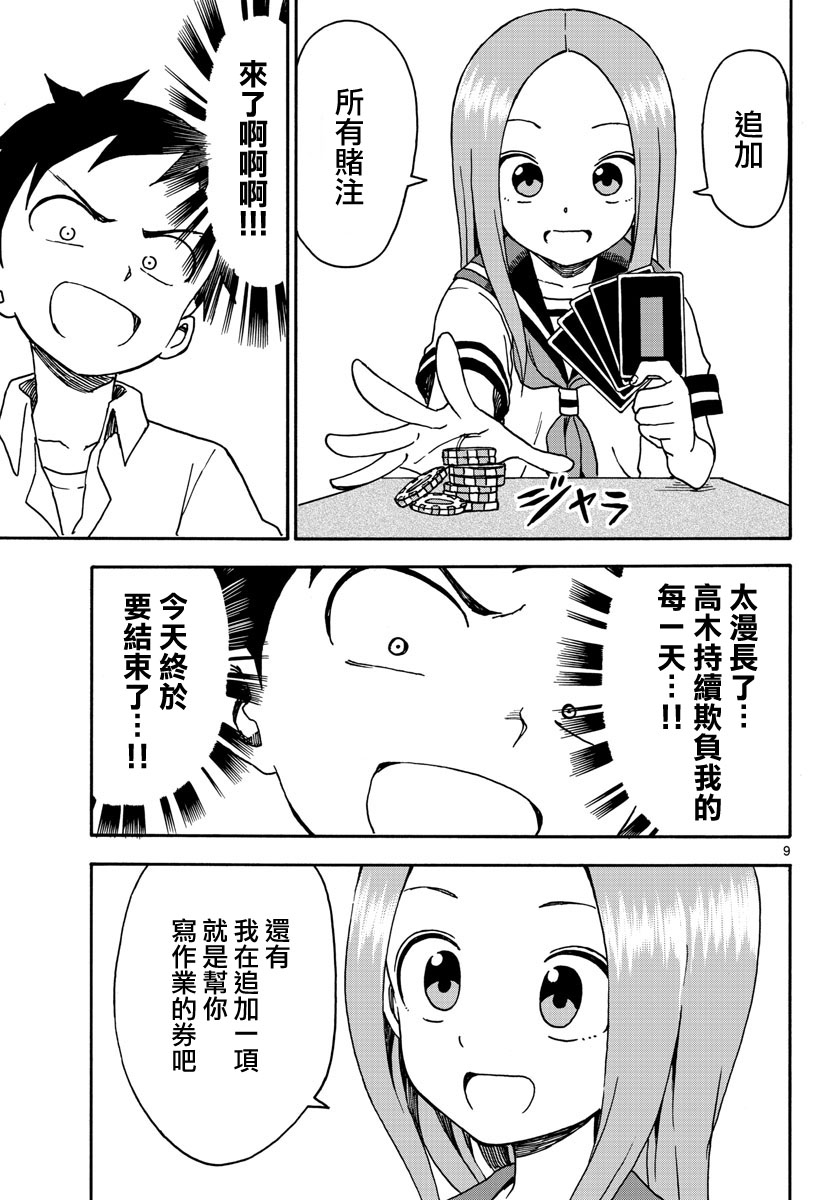 追加
所有賭注
ジャラ
來了啊啊啊!!!
太漫長了…
高木持續欺負我的
每一天…!!
今天終於
要結束了…!!
9
還有
我在追加一項
就是幫你
寫作業的券吧